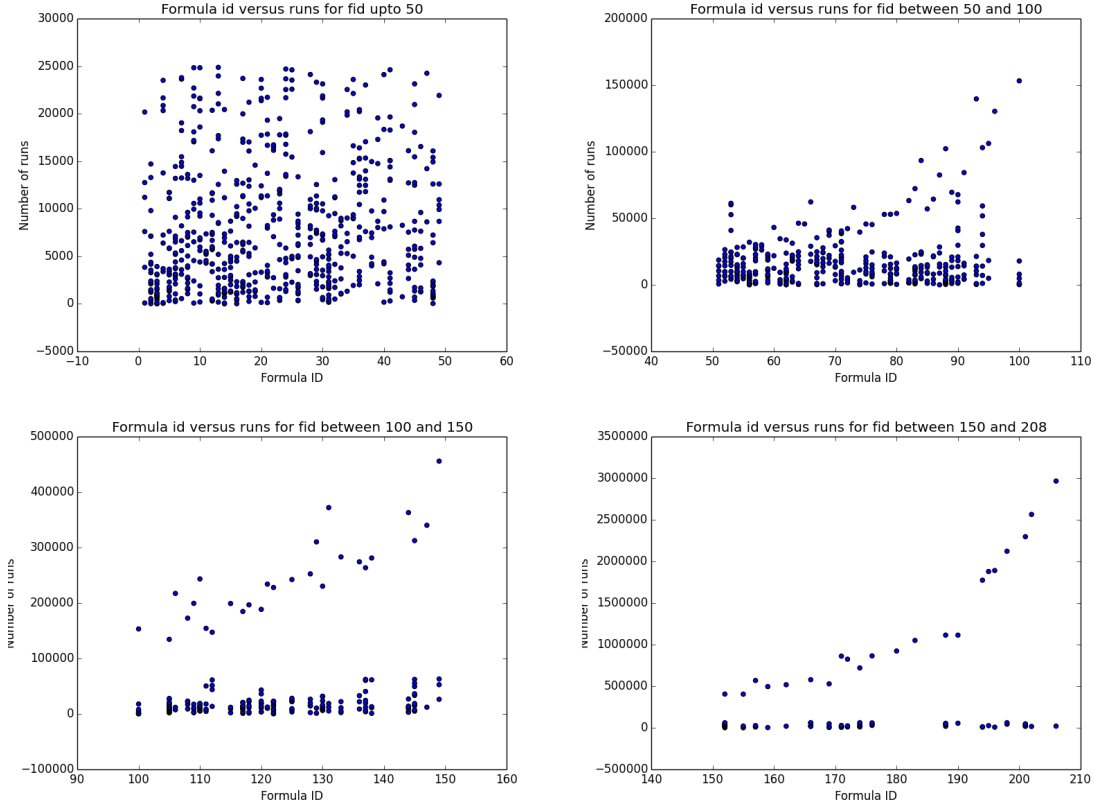 Formula id versus runs for fid upto 50
30000
25000
20000
15000
10000
5000
0
−5000
Number of runs
−10 0 10 20 30 40 50 60
Formula ID
Formula id versus runs for fid between 50 and 100
200000
150000
100000
50000
0
−50000
Number of runs
40 50 60 70 80 90 100 110
Formula ID
Formula id versus runs for fid between 100 and 150
500000
400000
300000
200000
100000
0
−100000
Number of runs
90 100 110 120 130 140 150 160
Formula ID
Formula id versus runs for fid between 150 and 208
3500000
3000000
2500000
2000000
1500000
1000000
500000
0
−500000
Number of runs
140 150 160 170 180 190 200 210
Formula ID